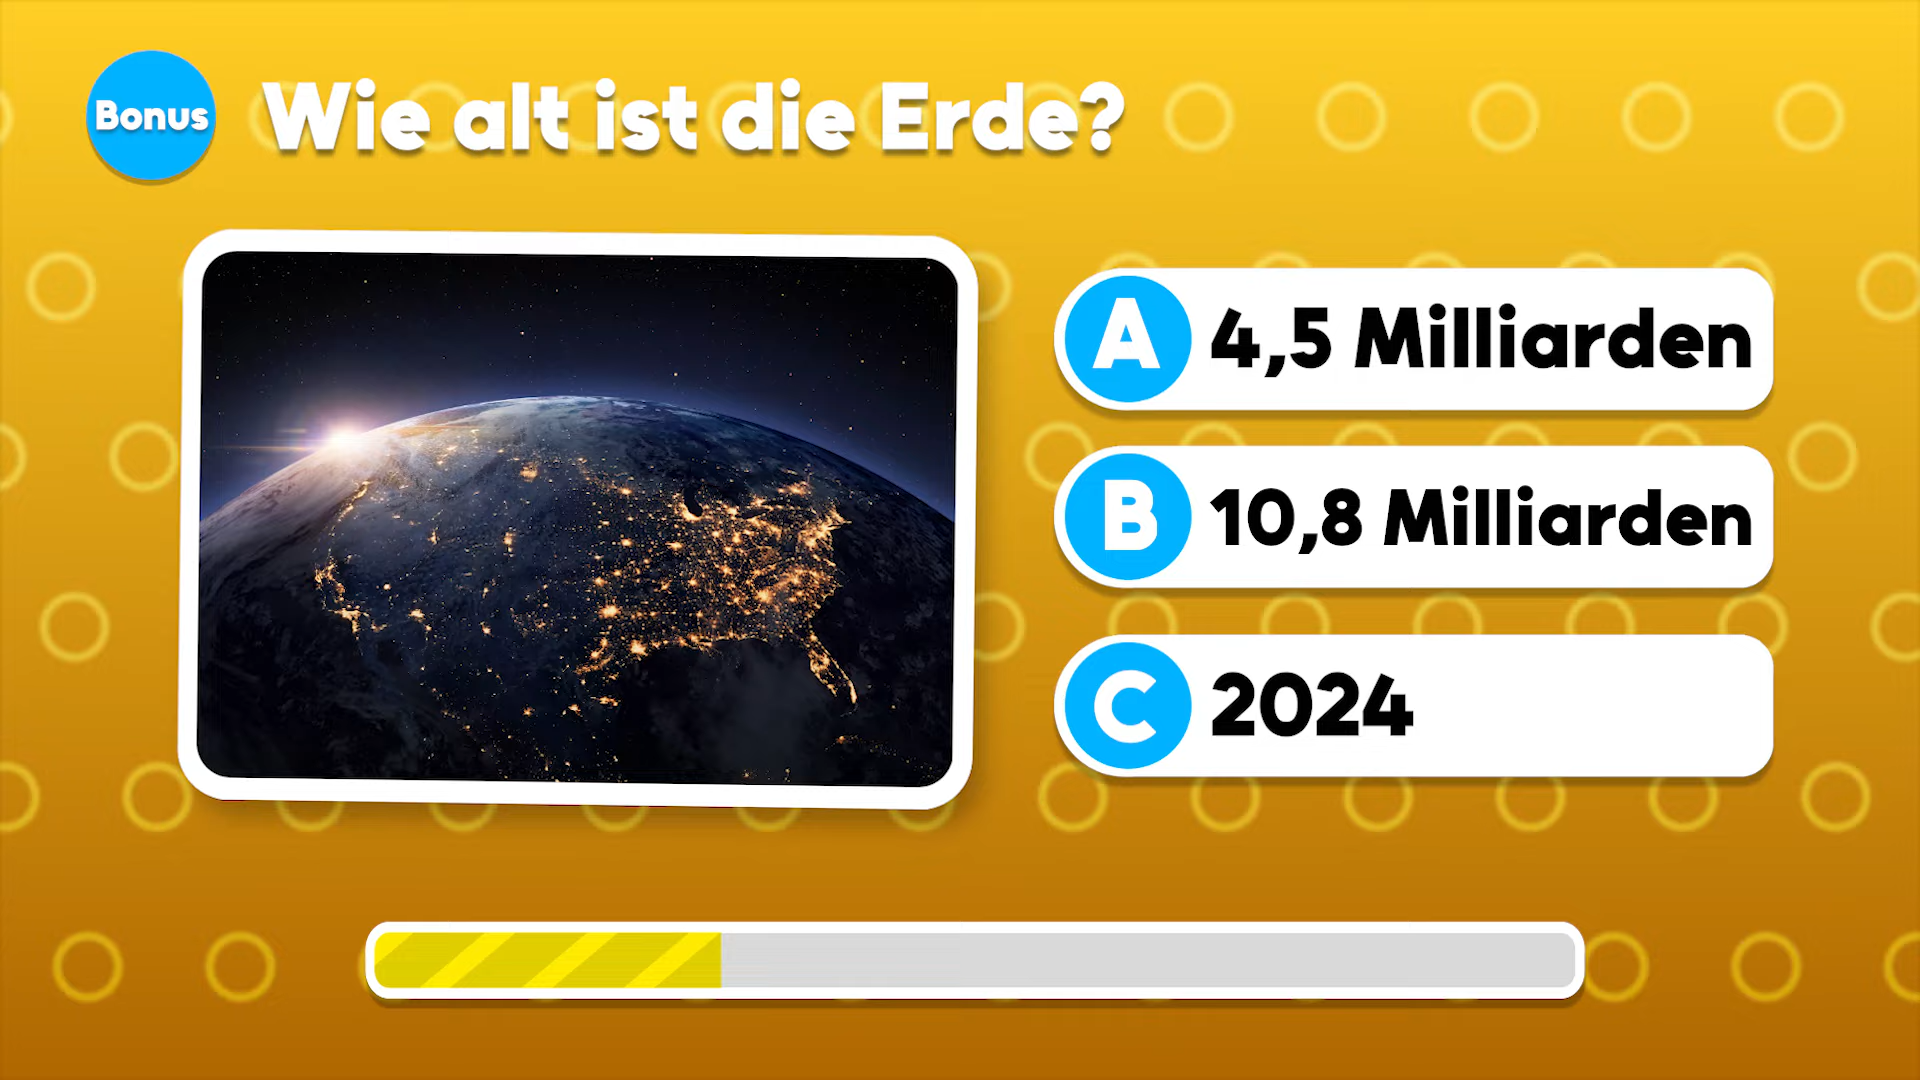 Bonus
Wie alt ist die Erde?
A 4,5 Milliarden
B 10,8 Milliarden
C 2024